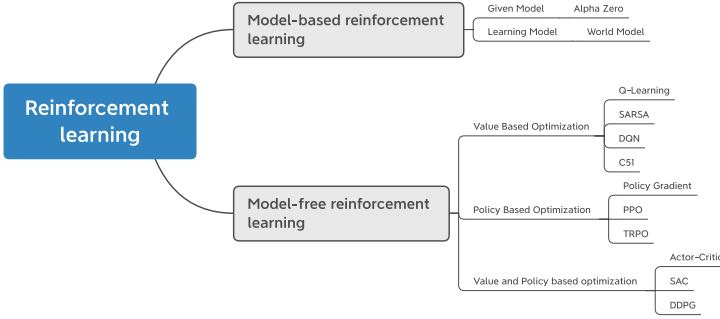 Reinforcement
learning
Model-based reinforcement
learning
Given Model
Alpha Zero
Learning Model
World Model
Model-free reinforcement
learning
Value Based Optimization
Q-Learning
SARSA
DQN
C51
Policy Based Optimization
Policy Gradient
PPO
TRPO
Value and Policy based optimization
Actor-Critic
SAC
DDPG